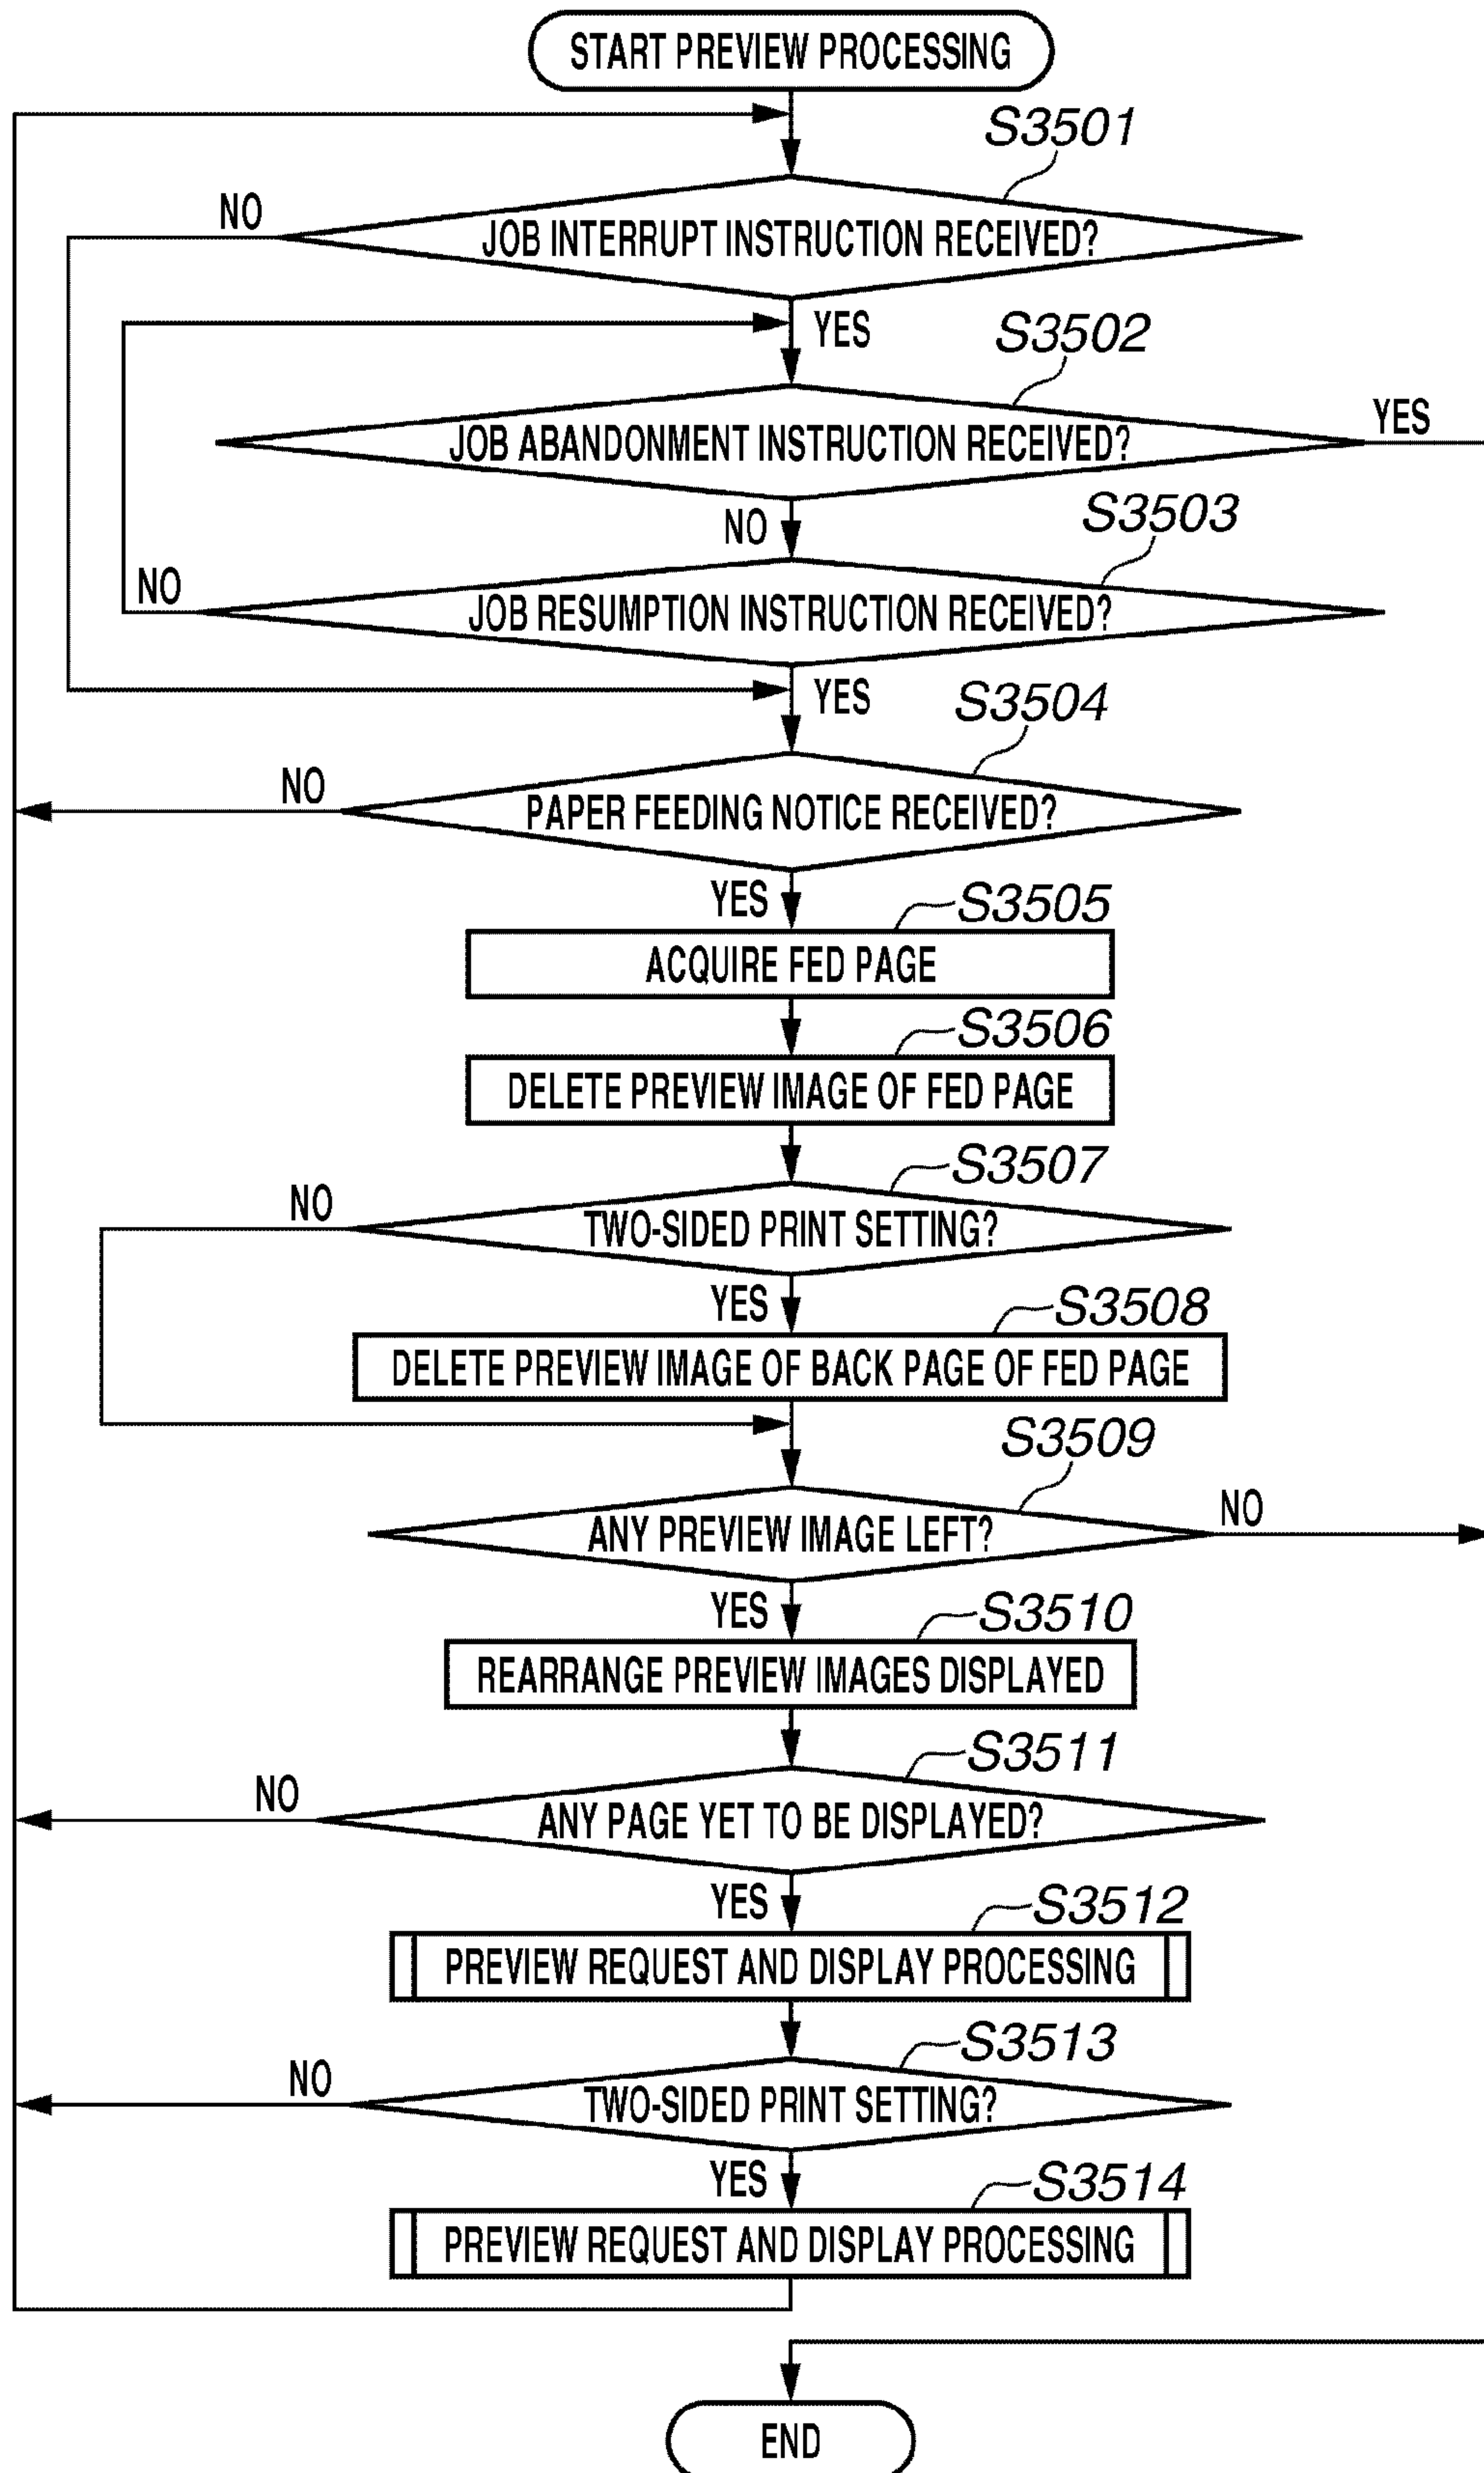 START PREVIEW PROCESSING
S3501
NO
JOB INTERRUPT INSTRUCTION RECEIVED?
YES
S3502
YES
JOB ABANDONMENT INSTRUCTION RECEIVED?
NO
S3503
NO
JOB RESUMPTION INSTRUCTION RECEIVED?
YES
S3504
NO
PAPER FEEDING NOTICE RECEIVED?
YES
S3505
ACQUIRE FED PAGE
S3506
DELETE PREVIEW IMAGE OF FED PAGE
S3507
NO
TWO-SIDED PRINT SETTING?
YES
S3508
DELETE PREVIEW IMAGE OF BACK PAGE OF FED PAGE
S3509
NO
ANY PREVIEW IMAGE LEFT?
YES
S3510
REARRANGE PREVIEW IMAGES DISPLAYED
S3511
NO
ANY PAGE YET TO BE DISPLAYED?
YES
S3512
PREVIEW REQUEST AND DISPLAY PROCESSING
S3513
NO
TWO-SIDED PRINT SETTING?
YES
S3514
PREVIEW REQUEST AND DISPLAY PROCESSING
END